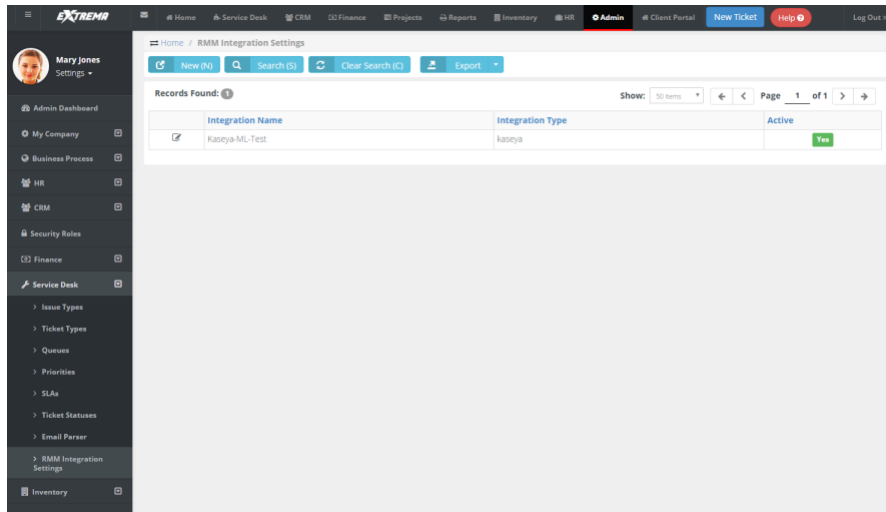 EXTREMA
Home Service Desk CRM Finance Projects Reports Inventory HR Admin Client Portal New Ticket Help Log Out
Mary Jones
Settings
Home / RMM Integration Settings
New (N) Search (S) Clear Search (C) Export
Records Found: 1
Show: 50 items Page 1 of 1
Integration Name Integration Type Active
Kaseya-ML-Test kaseya Yes
Admin Dashboard
My Company
Business Process
HR
CRM
Security Roles
Finance
Service Desk
Issue Types
Ticket Types
Queues
Priorities
SLAs
Ticket Statuses
Email Parser
RMM Integration
Settings
Inventory